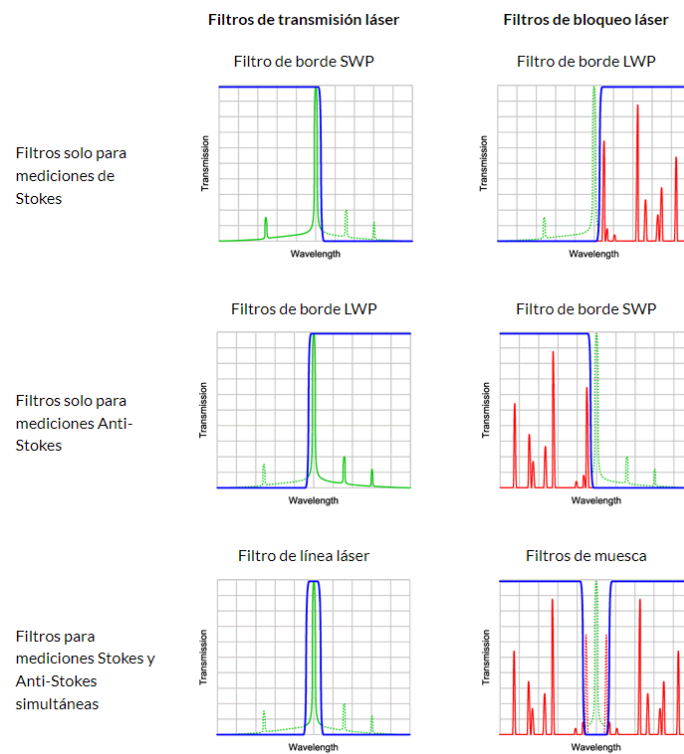 Filtros de transmisión láser
Filtros de bloqueo láser
Filtro de borde SWP
Filtro de borde LWP
Filtros solo para
mediciones de
Stokes
Transmission
Wavelength
Transmission
Wavelength
Filtros de borde LWP
Filtro de borde SWP
Filtros solo para
mediciones Anti-
Stokes
Transmission
Wavelength
Transmission
Wavelength
Filtro de línea láser
Filtros de muesca
Filtros para
mediciones Stokes y
Anti-Stokes
simultáneas
Transmission
Wavelength
Transmission
Wavelength